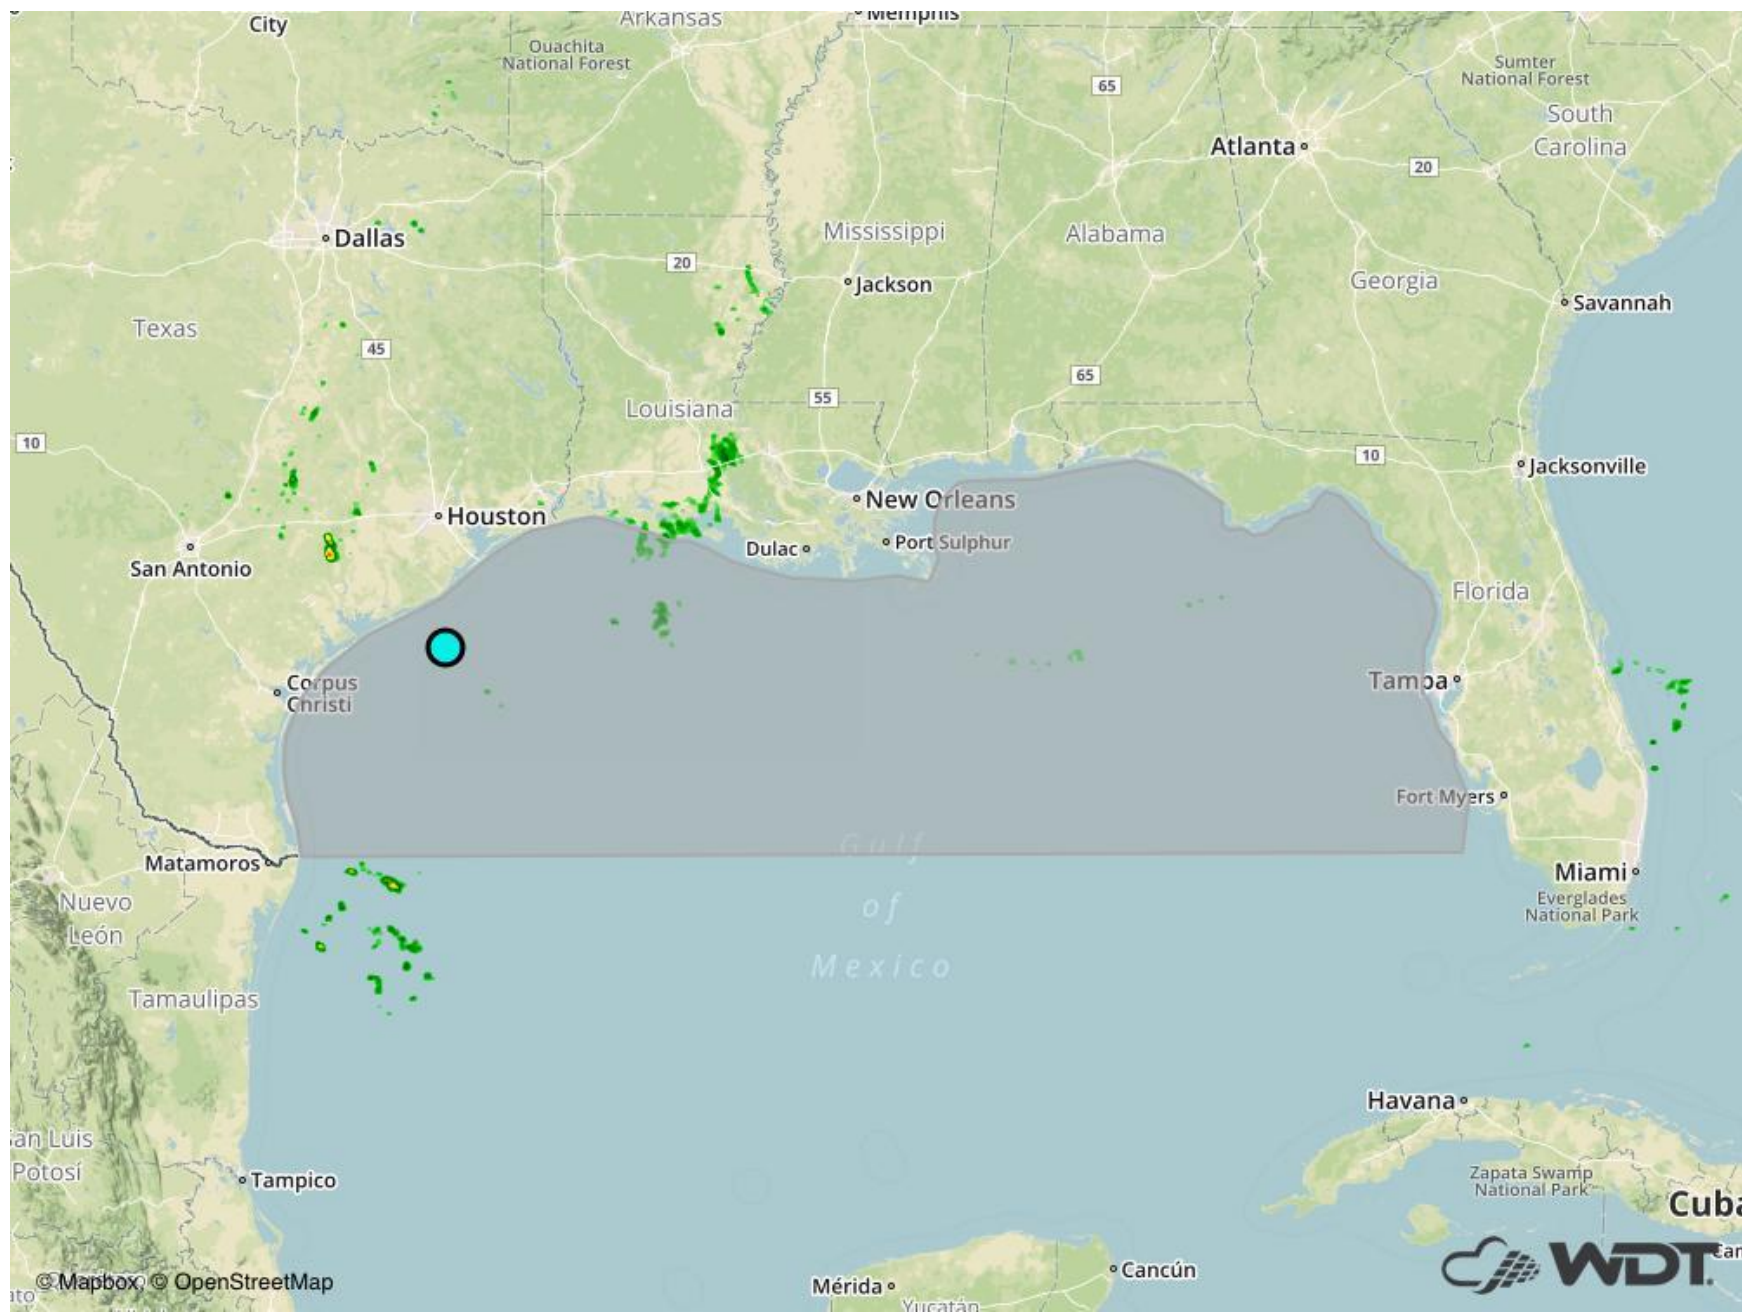 City
Arkansas
Memphis
Ouachita
National Forest
65
Sumter
National Forest
South
Carolina
Atlanta
20
Dallas
20
Mississippi
Alabama
Jackson
Georgia
Savannah
Texas
45
Louisiana
55
65
10
10
Jacksonville
New Orleans
Houston
Dulac
Port Sulphur
San Antonio
Florida
Corpus
Christi
Tampa
Fort Myers
Gulf
of
Mexico
Matamoros
Miami
Everglades
National Park
Nuevo
León
Tamaulipas
Havana
San Luis
Potosí
Tampico
Zapata Swamp
National Park
Cuba
WDT
Cancún
Mérida
Yucatán
© Mapbox, © OpenStreetMap